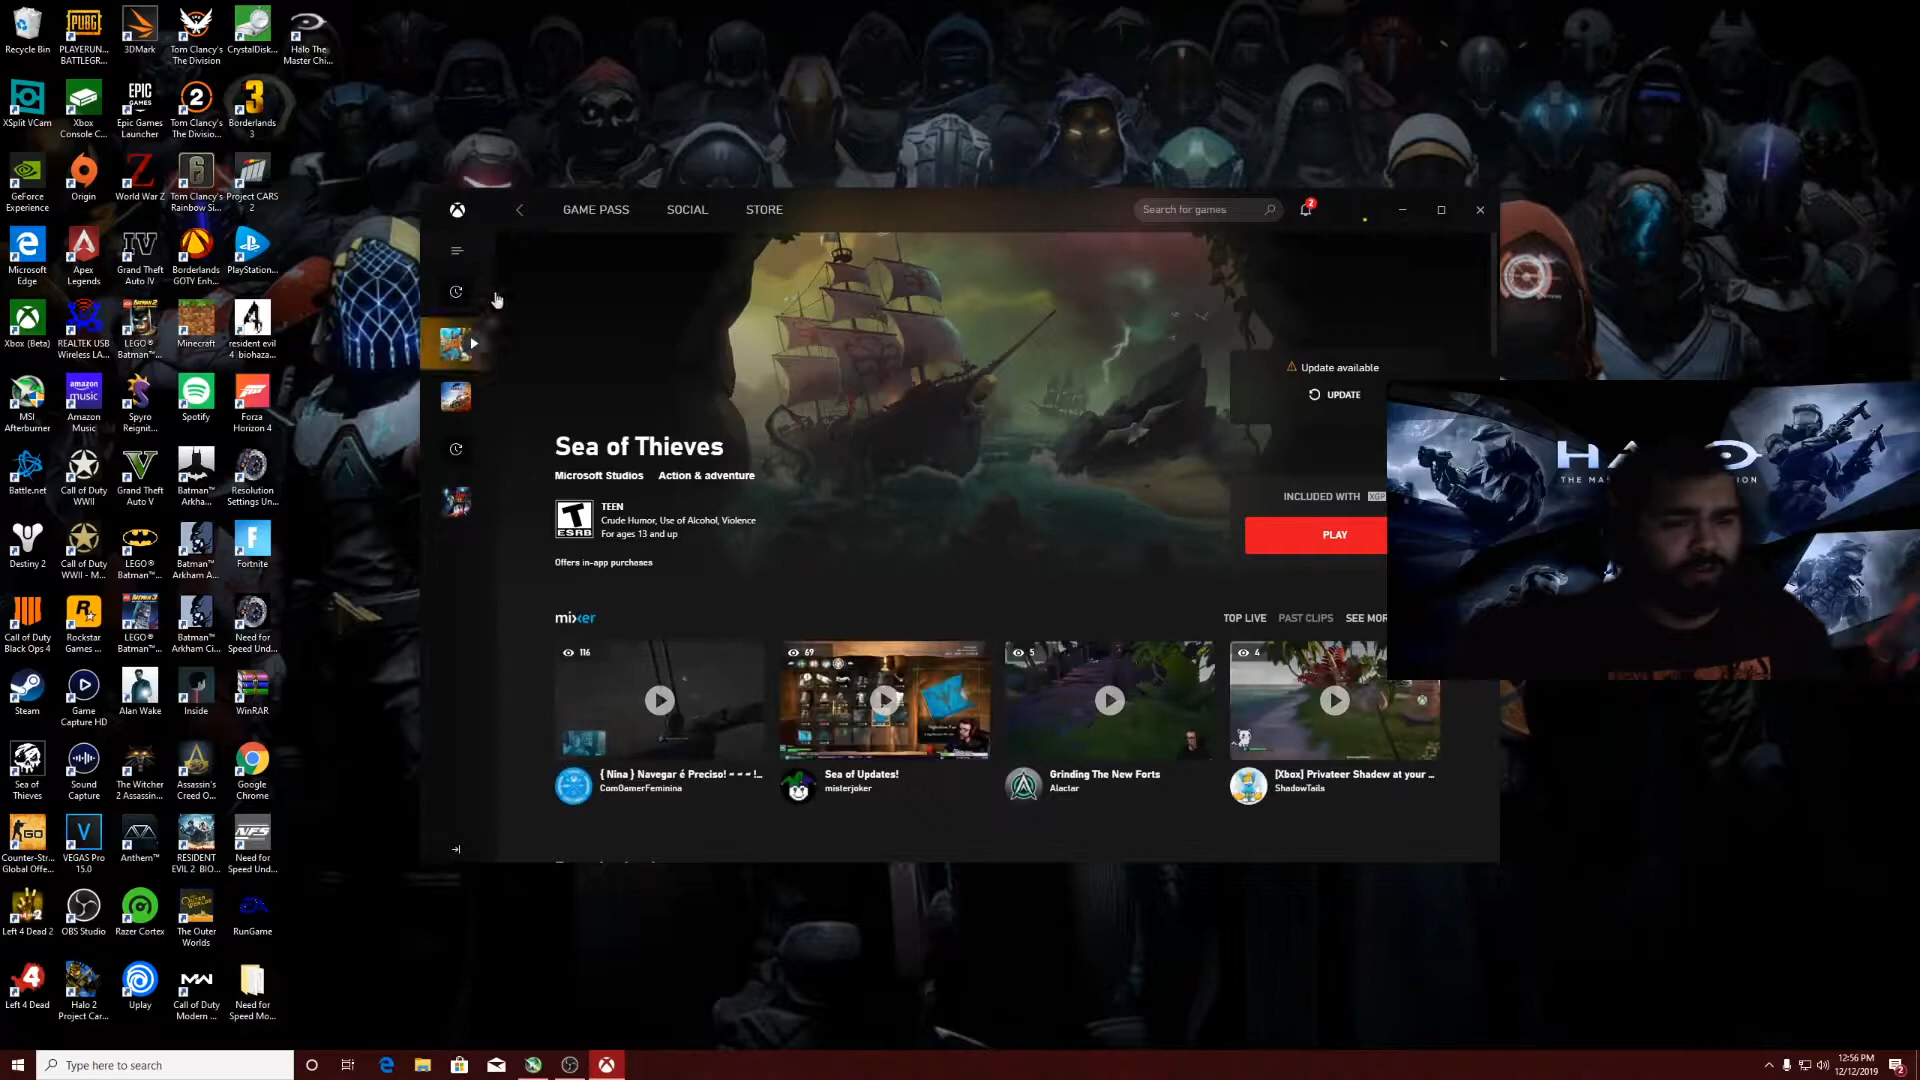 Recycle Bin
PLAYERUN...
BATTLEGR...
3DMark
Tom Clancy's
The Division
CrystalDisk...
Halo The
Master Chi...
XSplit VCam
Xbox
Console C...
Epic Games
Launcher
Tom Clancy's
The Divisio...
Borderlands
3
GeForce
Experience
Origin
World War Z
Tom Clancy's
Rainbow Si...
Project CARS
2
Microsoft
Edge
Apex
Legends
Grand Theft
Auto IV
Borderlands
GOTY Enh...
PlayStation...
Xbox (Beta)
REALTEK USB
Wireless LA...
LEGO®
Batman™...
Minecraft
resident evil
4 biohaza...
MSI
Afterburner
Amazon
Music
Spyro
Reignit...
Spotify
Forza
Horizon 4
Battle.net
Call of Duty
WWII
Grand Theft
Auto V
Batman™
Arkha...
Resolution
Settings Un...
Destiny 2
Call of Duty
WWII - M...
LEGO®
Batman™...
Batman™
Arkham A...
Fortnite
Call of Duty
Black Ops 4
Rockstar
Games ...
LEGO®
Batman™...
Batman™
Arkham Ci...
Need for
Speed Und...
Steam
Game
Capture HD
Alan Wake
Inside
WinRAR
Sea of
Thieves
Sound
Capture
The Witcher
2 Assassin...
Assassin's
Creed O...
Google
Chrome
Counter-Str...
Global Offe...
VEGAS Pro
15.0
Anthem™
RESIDENT
EVIL 2 BIO...
Need for
Speed Und...
Left 4 Dead 2
OBS Studio
Razer Cortex
The Outer
Worlds
RunGame
Left 4 Dead
Halo 2
Project Car...
Uplay
Call of Duty
Modern ...
Need for
Speed Mo...
GAME PASS
SOCIAL
STORE
Search for games
2
Update available
UPDATE
Sea of Thieves
Microsoft Studios
Action & adventure
T
ESRB
TEEN
Crude Humor, Use of Alcohol, Violence
For ages 13 and up
Offers in-app purchases
INCLUDED WITH XGP
PLAY
mixer
TOP LIVE
PAST CLIPS
SEE MOR
116
69
5
4
{ Nina } Navegar é Preciso! - - - !...
ComGamerFeminina
Sea of Updates!
misterjoker
Grinding The New Forts
Alactar
[Xbox] Privateer Shadow at your ...
ShadowTails
Type here to search
12:56 PM
12/12/2019
2